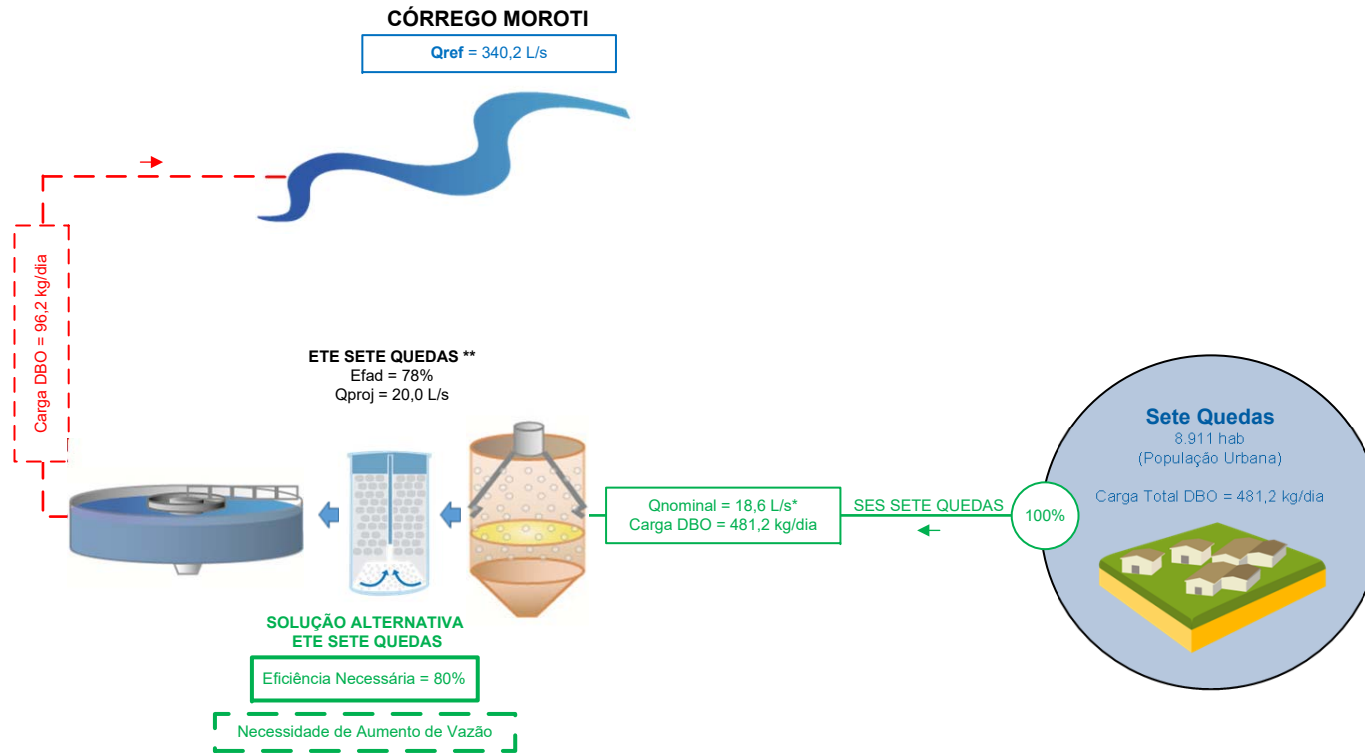 CÓRREGO MOROTI
Qref = 340,2 L/s
Carga DBO = 96,2 kg/dia
ETE SETE QUEDAS **
Efad = 78%
Qproj = 20,0 L/s
Qnominal = 18,6 L/s*
Carga DBO = 481,2 kg/dia
SES SETE QUEDAS
100%
Sete Quedas
8.911 hab
(População Urbana)
Carga Total DBO = 481,2 kg/dia
SOLUÇÃO ALTERNATIVA
ETE SETE QUEDAS
Eficiência Necessária = 80%
Necessidade de Aumento de Vazão